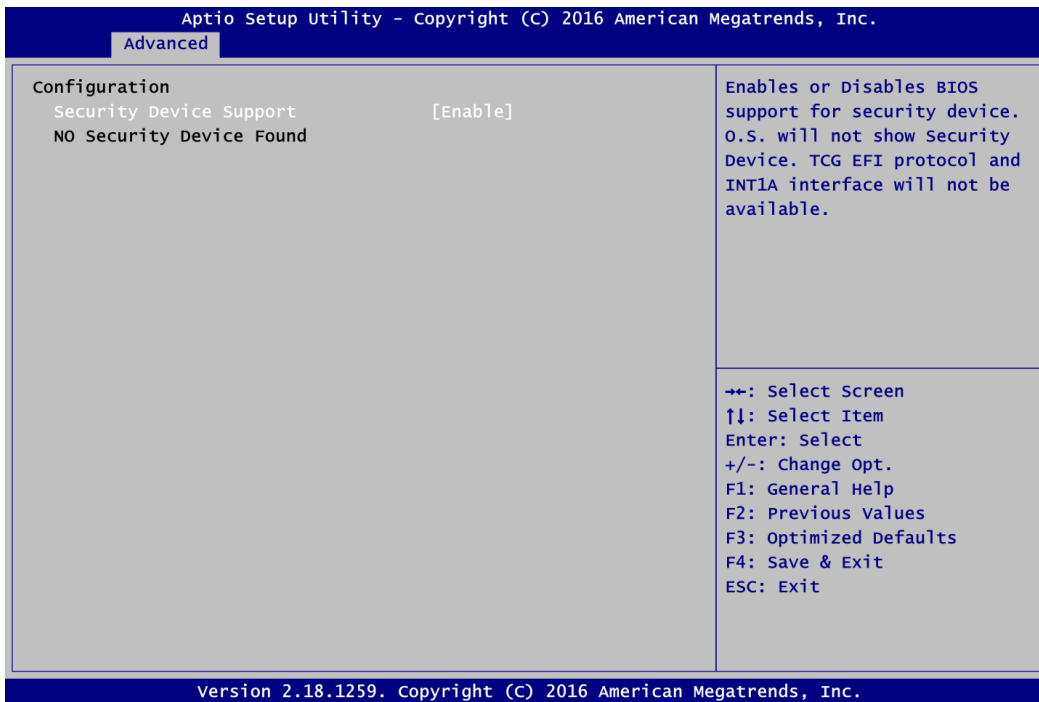 Aptio Setup Utility - Copyright (C) 2016 American Megatrends, Inc.
Advanced
Configuration
Security Device Support [Enable]
NO Security Device Found
Enables or Disables BIOS
support for security device.
O.S. will not show Security
Device. TCG EFI protocol and
INT1A interface will not be
available.
→←: Select Screen
↑↓: Select Item
Enter: Select
+/-: Change Opt.
F1: General Help
F2: Previous Values
F3: Optimized Defaults
F4: Save & Exit
ESC: Exit
Version 2.18.1259. Copyright (C) 2016 American Megatrends, Inc.